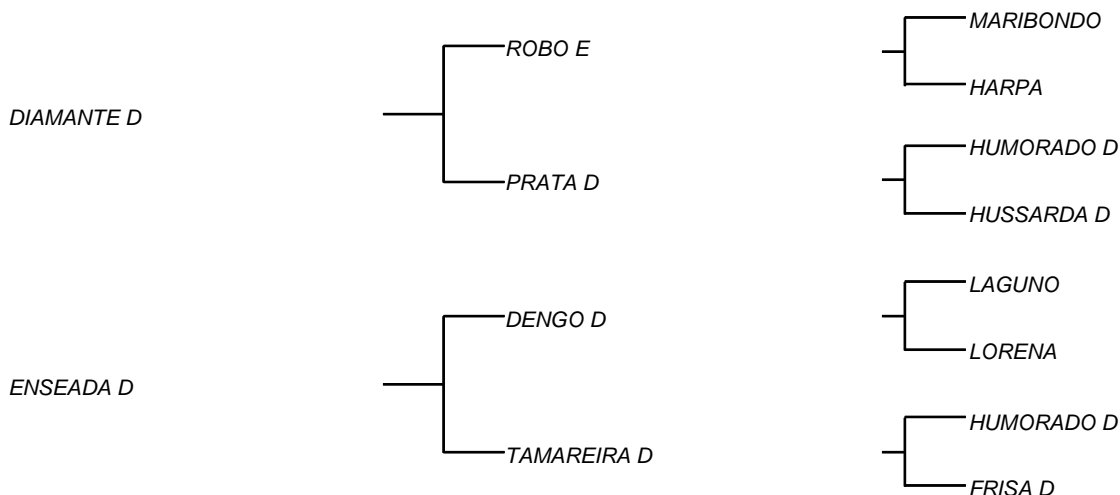 MARIBONDO
ROBO E
HARPA
DIAMANTE D
HUMORADO D
PRATA D
HUSSARDA D
LAGUNO
DENGO D
LORENA
ENSEADA D
HUMORADO D
TAMAREIRA D
FRISA D